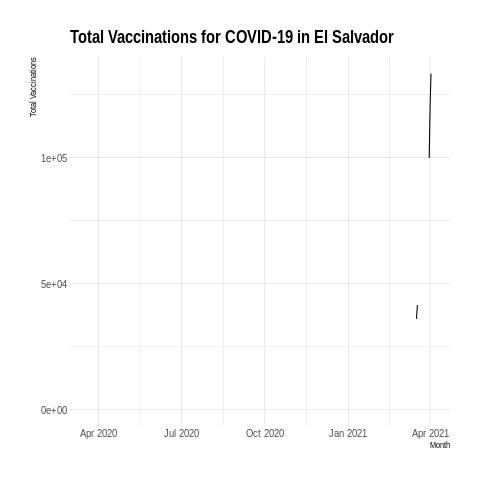 Total Vaccinations for COVID-19 in El Salvador
Total Vaccinations
1e+05
5e+04
0e+00
Apr 2020 Jul 2020 Oct 2020 Jan 2021 Apr 2021
Month